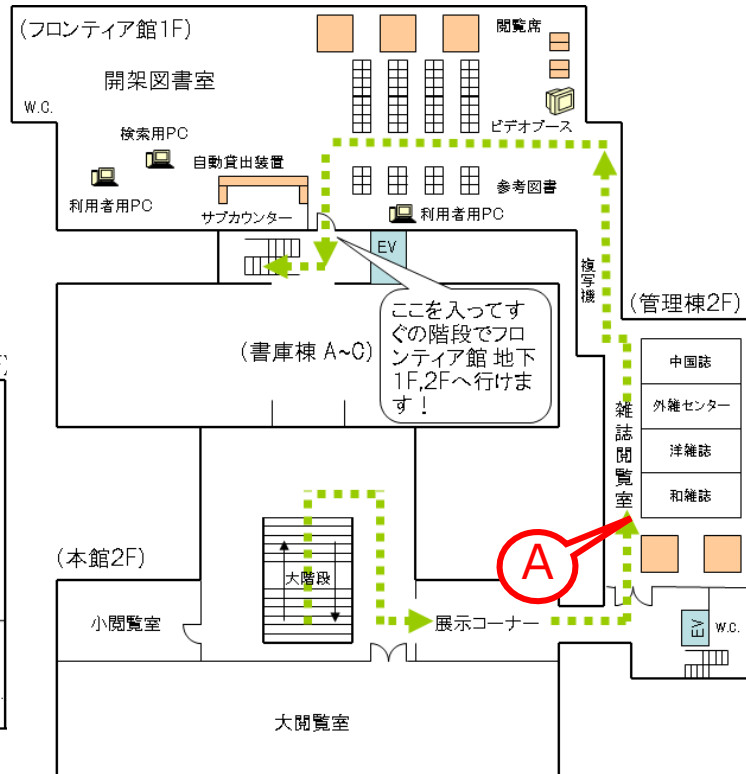 (フロンティア館1F)
閲覧席
開架図書室
W.C.
ビデオブース
検索用PC
自動貸出装置
利用者用PC
サブカウンター
参考図書
利用者用PC
EV
複写機
(管理棟2F)
ここを入ってす
ぐの階段でフロ
ンティア館 地下
1F,2Fへ行けま
す！
(書庫棟 A~C)
中国誌
外雑センター
洋雑誌
和雑誌
雑誌閲覧室
A
(本館2F)
大階段
小閲覧室
展示コーナー
EV
W.C.
大閲覧室